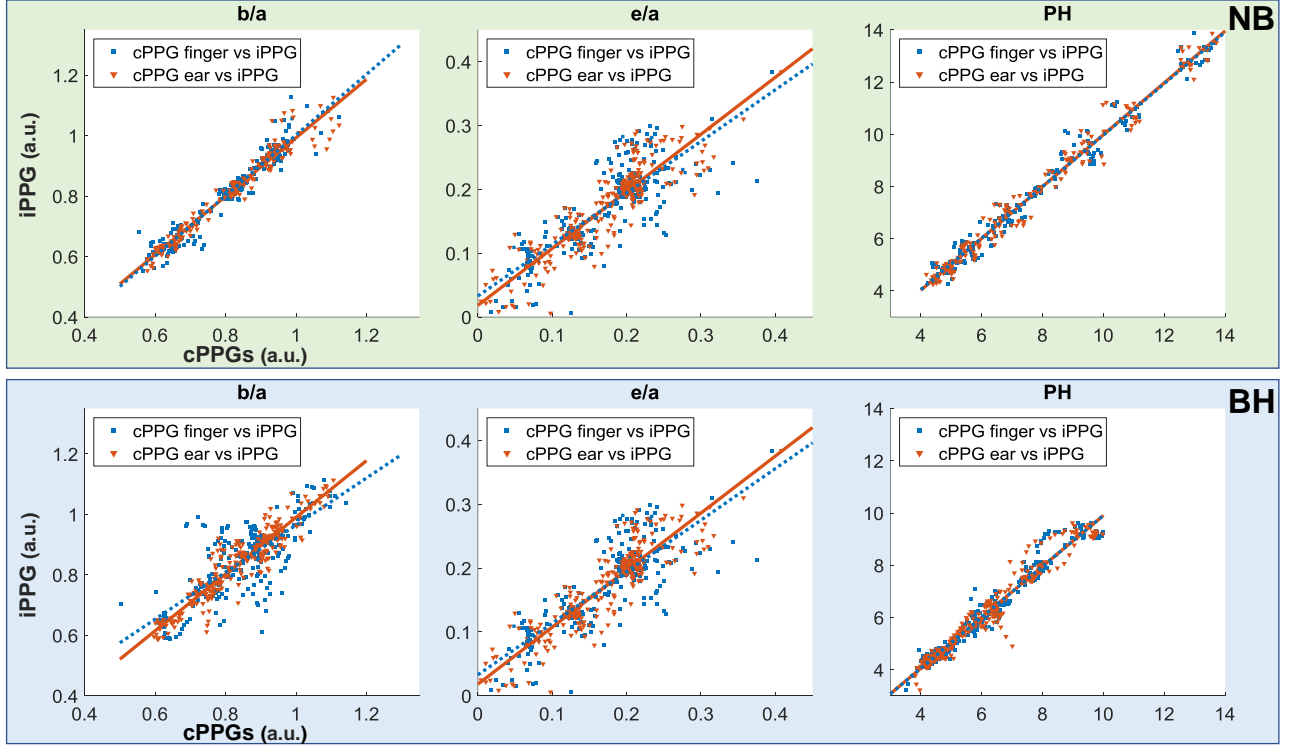 b/a e/a PH NB
cPPG finger vs iPPG
cPPG ear vs iPPG
cPPG finger vs iPPG
cPPG ear vs iPPG
cPPG finger vs iPPG
cPPG ear vs iPPG
iPPG (a.u.)
1.2
1
0.8
0.6
0.4
0.4 0.6 0.8 1 1.2
0.4
0.3
0.2
0.1
0
0 0.1 0.2 0.3 0.4
14
12
10
8
6
4
4 6 8 10 12 14
cPPGs (a.u.)
b/a e/a PH BH
cPPG finger vs iPPG
cPPG ear vs iPPG
cPPG finger vs iPPG
cPPG ear vs iPPG
cPPG finger vs iPPG
cPPG ear vs iPPG
iPPG (a.u.)
1.2
1
0.8
0.6
0.4
0.4 0.6 0.8 1 1.2
0.4
0.3
0.2
0.1
0
0 0.1 0.2 0.3 0.4
14
12
10
8
6
4
4 6 8 10 12 14
cPPGs (a.u.)